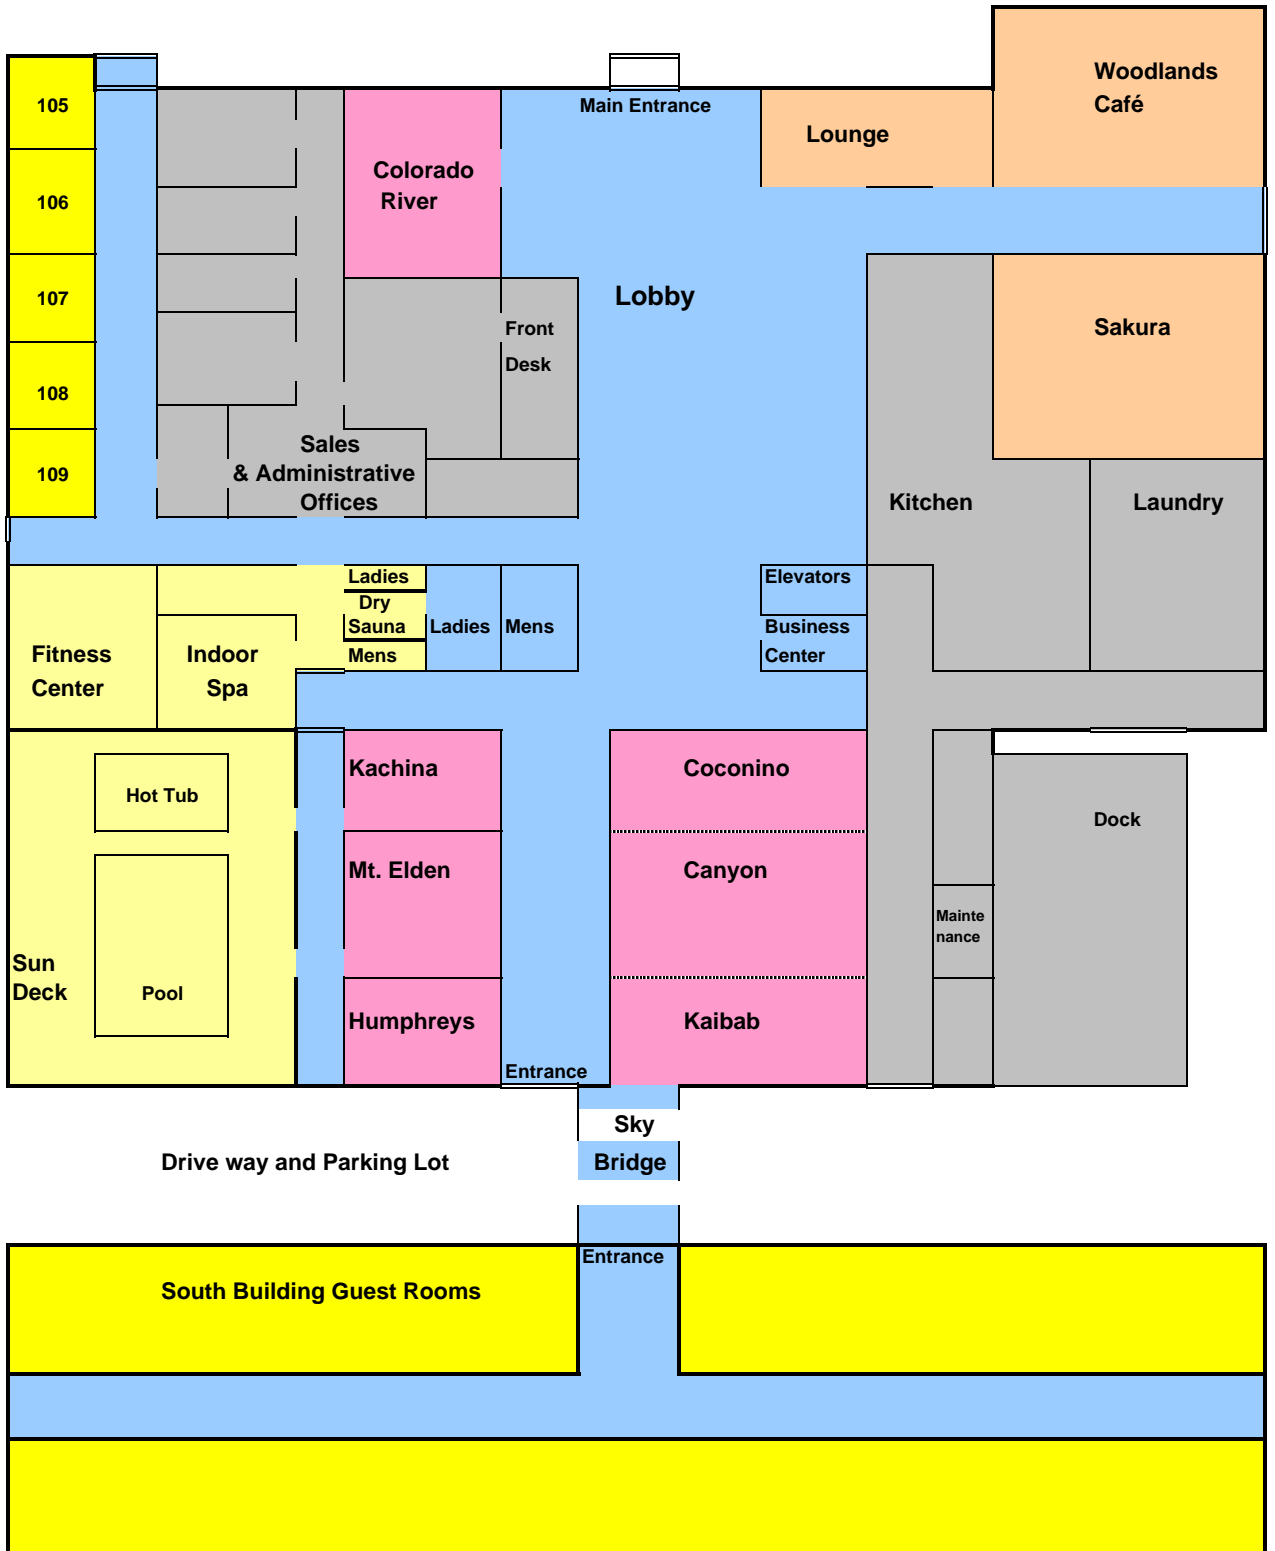 Woodlands
Café
105
Main Entrance
Lounge
Colorado
River
106
107
Lobby
Front
Desk
Sakura
108
Sales
& Administrative
Offices
109
Kitchen
Laundry
Ladies
Dry
Sauna
Mens
Ladies
Mens
Elevators
Business
Center
Fitness
Center
Indoor
Spa
Kachina
Coconino
Hot Tub
Dock
Mt. Elden
Canyon
Mainte
nance
Sun
Deck
Pool
Humphreys
Kaibab
Entrance
Sky
Bridge
Drive way and Parking Lot
Entrance
South Building Guest Rooms